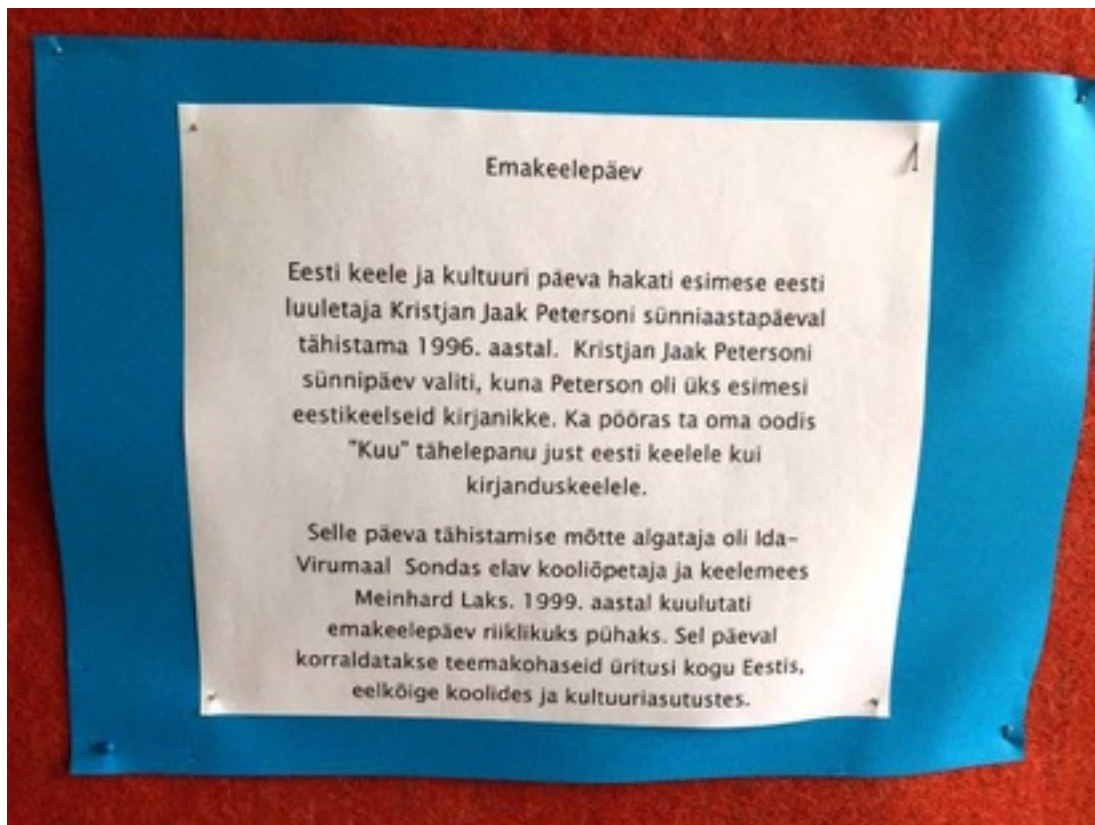 Emakeelepäev
1
Eesti keele ja kultuuri päeva hakati esimese eesti
luuletaja Kristjan Jaak Petersoni sünniaastapäeval
tähistama 1996. aastal. Kristjan Jaak Petersoni
sünnipäev valiti, kuna Peterson oli üks esimesi
eestikeelseid kirjanikke. Ka pööras ta oma oodis
"Kuu" tähelepanu just eesti keelele kui
kirjanduskeelele.
Selle päeva tähistamise mõtte algataja oli Ida-
Virumaal Sondas elav kooliõpetaja ja keelemees
Meinhard Laks. 1999. aastal kuulutati
emakeelepäev riiklikuks pühaks. Sel päeval
korraldatakse teemakohaseid üritusi kogu Eestis,
eelkõige koolides ja kultuuriasutustes.